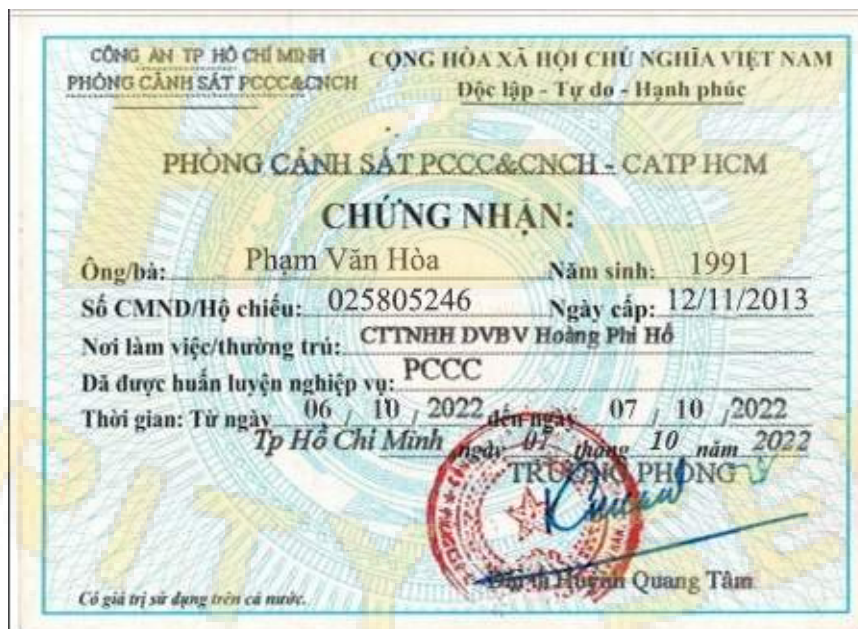 CÔNG AN TP HỒ CHÍ MINH
PHÒNG CẢNH SÁT PCCC&CNCH
CỘNG HÒA XÃ HỘI CHỦ NGHĨA VIỆT NAM
Độc lập - Tự do - Hạnh phúc
PHÒNG CẢNH SÁT PCCC&CNCH - CATP HCM
CHỨNG NHẬN:
Ông/bà: Phạm Văn Hòa Năm sinh: 1991
Số CMND/Hộ chiếu: 025805246 Ngày cấp: 12/11/2013
Nơi làm việc/thường trú: CTTNHH DVBV Hoàng Phi Hổ
Đã được huấn luyện nghiệp vụ: PCCC
Thời gian: Từ ngày 06 / 10 / 2022 đến ngày 07 / 10 / 2022
Tp Hồ Chí Minh ngày 07 tháng 10 năm 2022
TRƯỞNG PHÒNG
Huỳnh Quang Tâm
Có giá trị sử dụng trên cả nước.